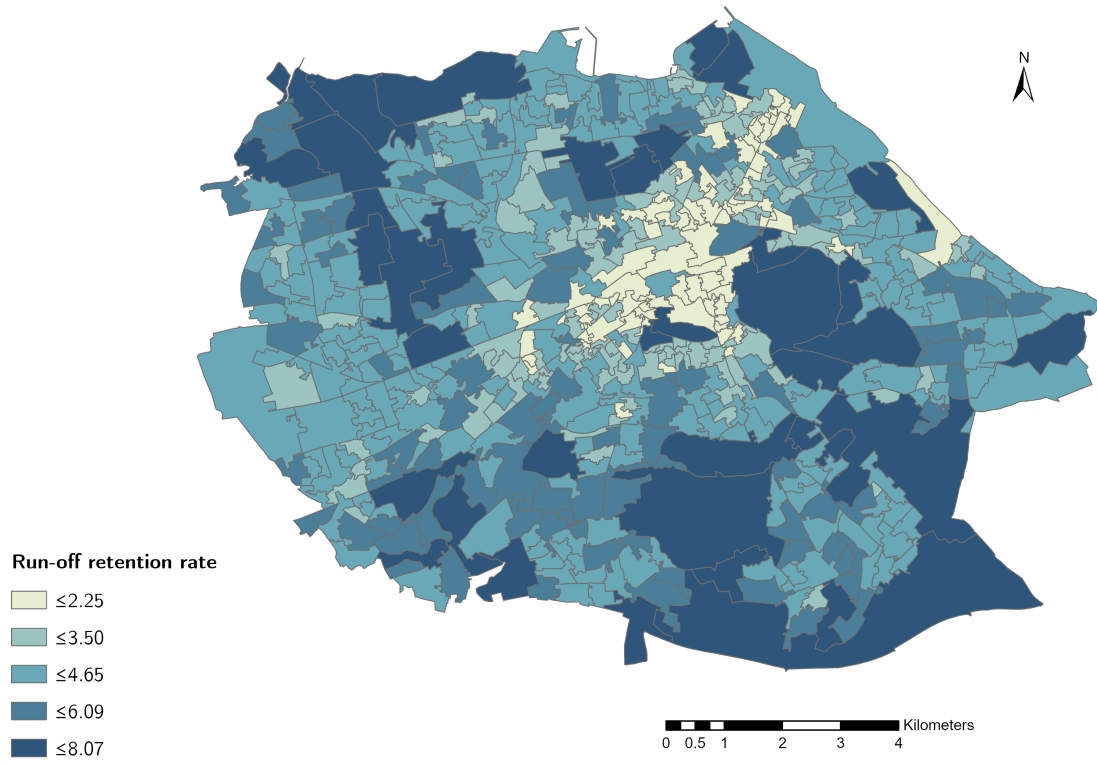 N
Run-off retention rate
≤2.25
≤3.50
≤4.65
≤6.09
≤8.07
Kilometers
0 0.5 1 2 3 4